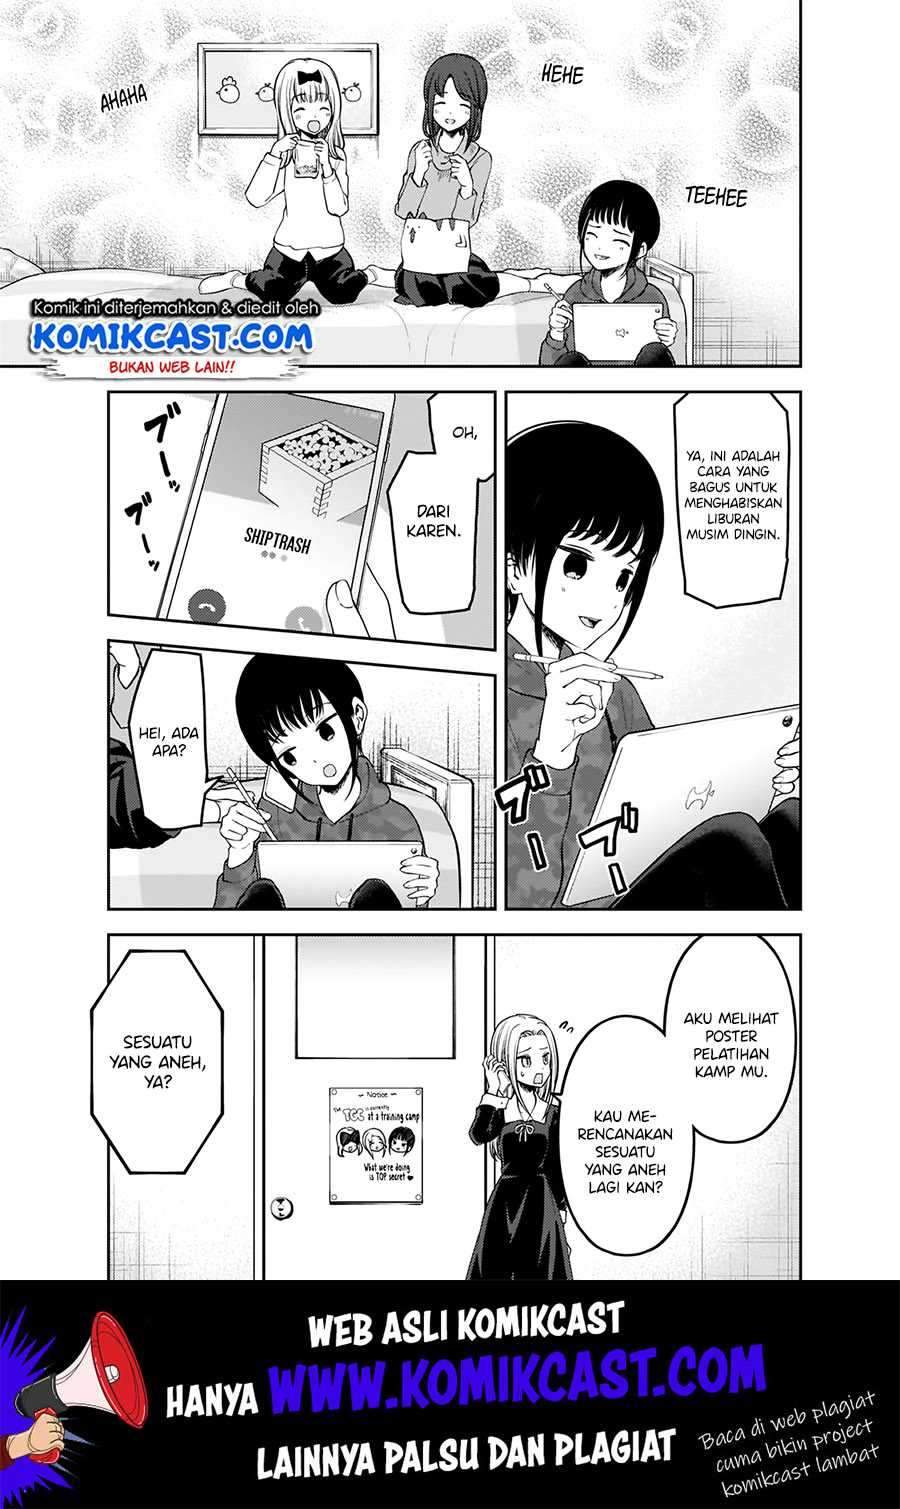 AHAHA
HEHE
TEEHEE
Komik ini diterjemahkan & diedit oleh
KOMIKCAST.COM
BUKAN WEB LAIN!!
YA, INI ADALAH
CARA YANG
BAGUS UNTUK
MENGHABISKAN
LIBURAN
MUSIM DINGIN.
ブー
ブー
OH,
DARI
KAREN.
SHIPTRASH
ブー
ブー
HEI, ADA
APA?
AKU MELIHAT
POSTER
PELATIHAN
KAMP MU.
KAU ME-
RENCANAKAN
SESUATU
YANG ANEH
LAGI KAN?
~ Notice ~
The TGC is currently
at a training camp
What we're doing
is TOP secret ♥
SESUATU
YANG ANEH,
YA?
WEB ASLI KOMIKCAST
HANYA WWW.KOMIKCAST.COM
LAINNYA PALSU DAN PLAGIAT
Baca di web plagiat
cuma bikin project
komikcast lambat